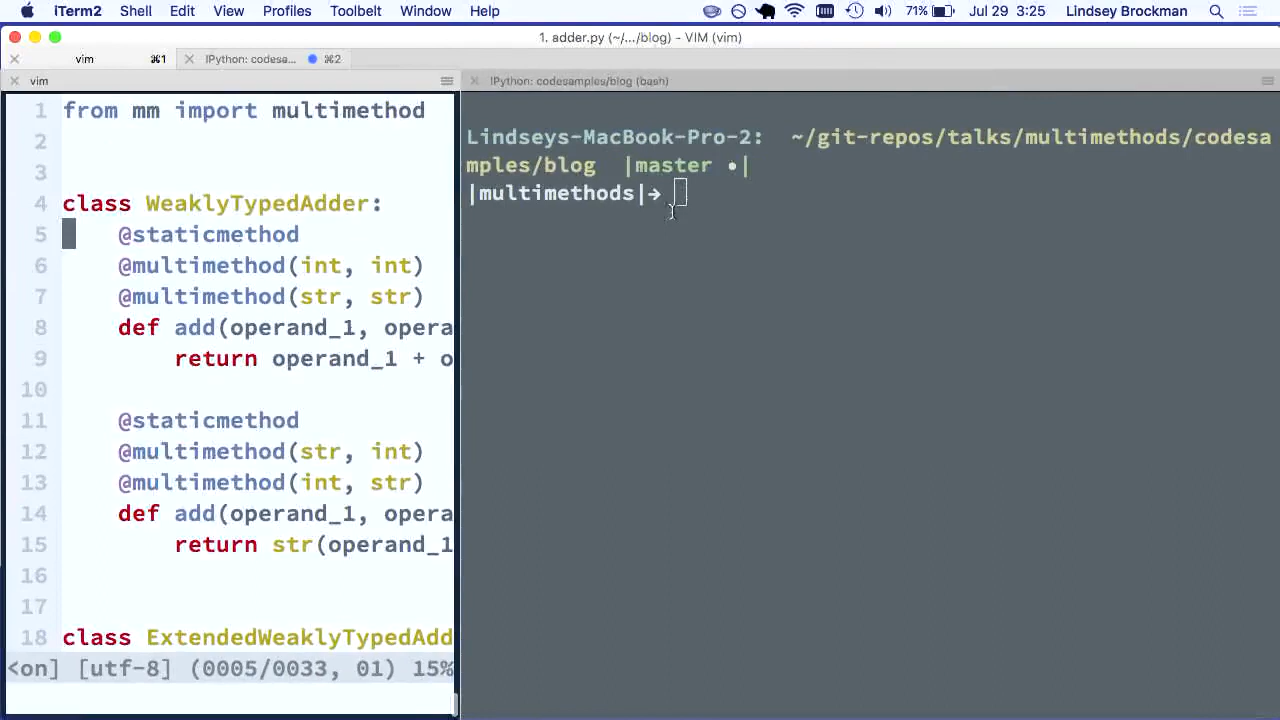 iTerm2 Shell Edit View Profiles Toolbelt Window Help 71% Jul 29 3:25 Lindsey Brockman
1. adder.py (~/.../blog) - VIM (vim)
vim ⌘1 IPython: codesa... ⌘2
vim
IPython: codesamples/blog (bash)
1 from mm import multimethod
2
3
4 class WeaklyTypedAdder:
5 @staticmethod
6 @multimethod(int, int)
7 @multimethod(str, str)
8 def add(operand_1, opera
9 return operand_1 + o
10
11 @staticmethod
12 @multimethod(str, int)
13 @multimethod(int, str)
14 def add(operand_1, opera
15 return str(operand_1
16
17
18 class ExtendedWeaklyTypedAdd
<on] [utf-8] (0005/0033, 01) 15%
Lindseys-MacBook-Pro-2: ~/git-repos/talks/multimethods/codesa
mples/blog |master •|
|multimethods|→